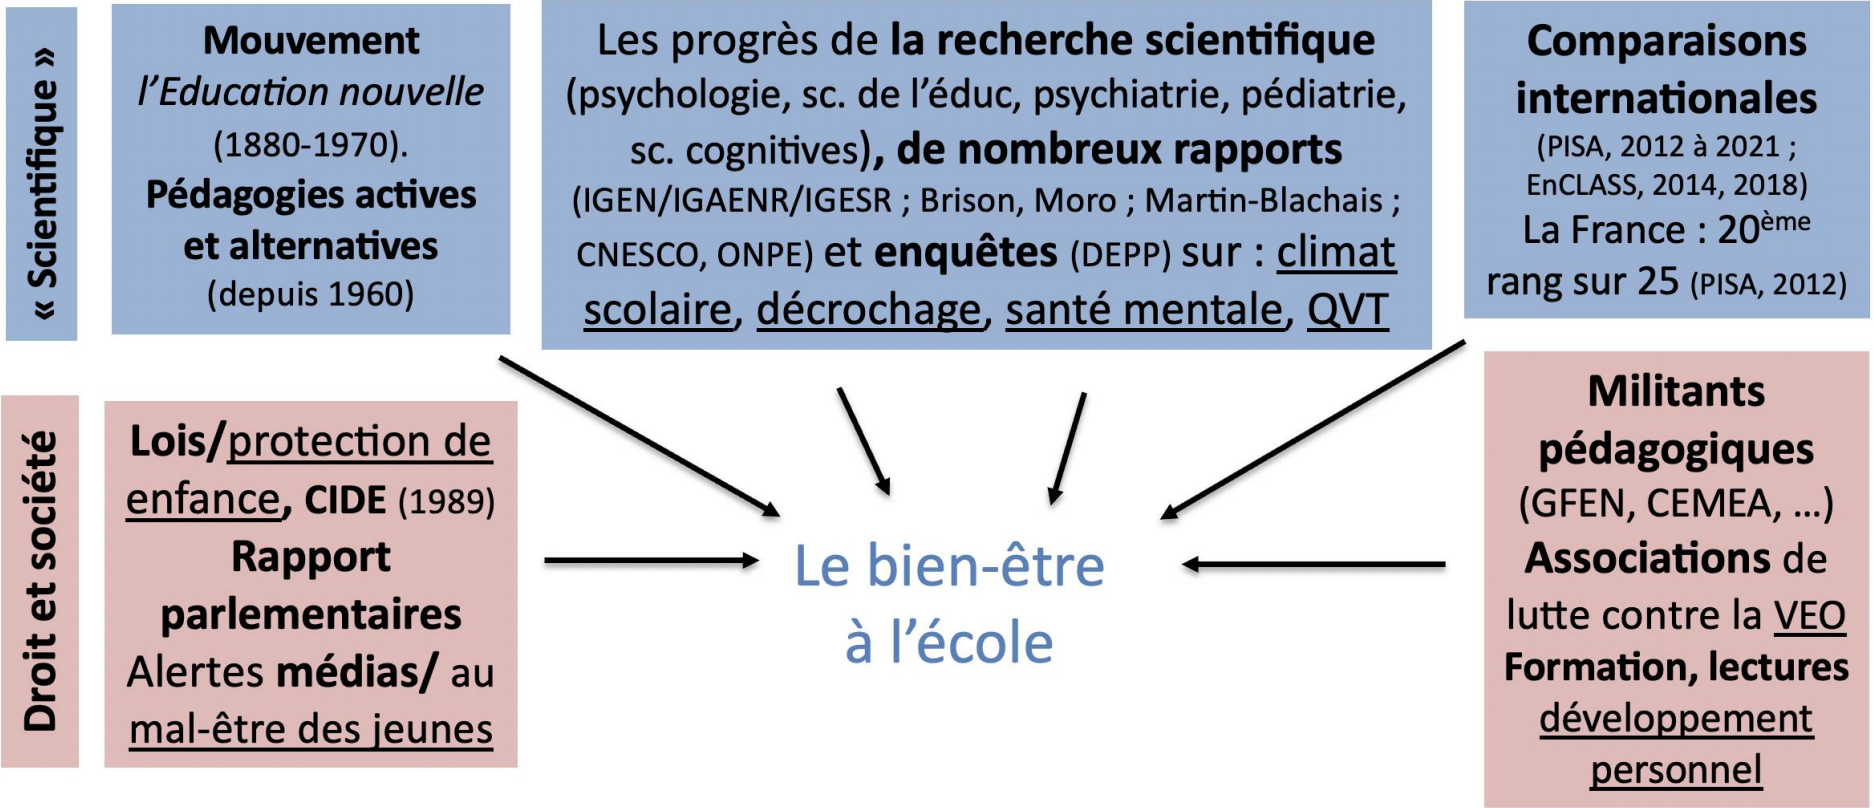 « Scientifique »
Mouvement
l’Education nouvelle
(1880-1970).
Pédagogies actives
et alternatives
(depuis 1960)
Les progrès de la recherche scientifique
(psychologie, sc. de l’éduc, psychiatrie, pédiatrie,
sc. cognitives), de nombreux rapports
(IGEN/IGAENR/IGESR ; Brison, Moro ; Martin-Blachais ;
CNESCO, ONPE) et enquêtes (DEPP) sur : climat
scolaire, décrochage, santé mentale, QVT
Comparaisons
internationales
(PISA, 2012 à 2021 ;
EnCLASS, 2014, 2018)
La France : 20ème
rang sur 25 (PISA, 2012)
Droit et société
Lois/protection de
enfance, CIDE (1989)
Rapport
parlementaires
Alertes médias/ au
mal-être des jeunes
Le bien-être
à l’école
Militants
pédagogiques
(GFEN, CEMEA, …)
Associations de
lutte contre la VEO
Formation, lectures
développement
personnel